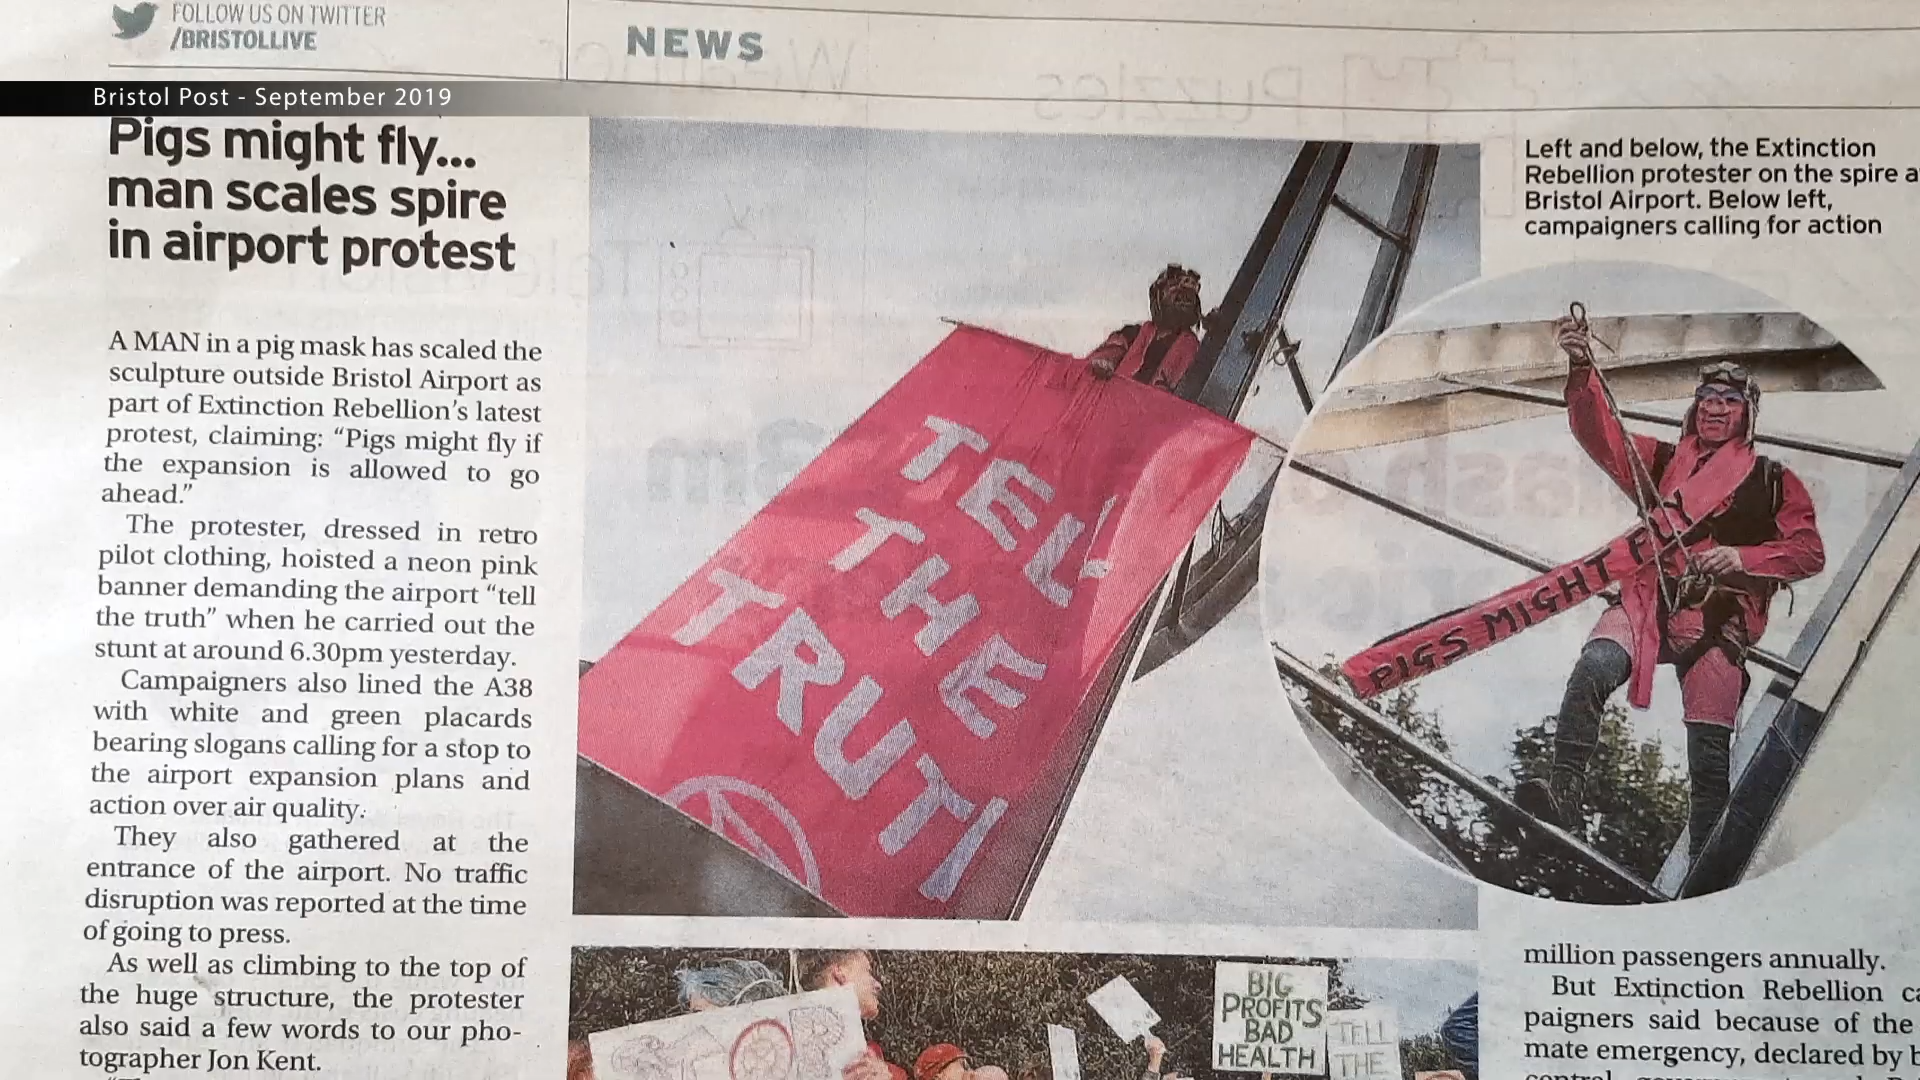 FOLLOW US ON TWITTER
/BRISTOLLIVE
NEWS
Bristol Post - September 2019
Pigs might fly...
man scales spire
in airport protest
A MAN in a pig mask has scaled the
sculpture outside Bristol Airport as
part of Extinction Rebellion's latest
protest, claiming: “Pigs might fly if
the expansion is allowed to go
ahead.”
The protester, dressed in retro
pilot clothing, hoisted a neon pink
banner demanding the airport “tell
the truth” when he carried out the
stunt at around 6.30pm yesterday.
Campaigners also lined the A38
with white and green placards
bearing slogans calling for a stop to
the airport expansion plans and
action over air quality.
They also gathered at the
entrance of the airport. No traffic
disruption was reported at the time
of going to press.
As well as climbing to the top of
the huge structure, the protester
also said a few words to our pho-
tographer Jon Kent.
TELL
THE
TRUTH
Left and below, the Extinction
Rebellion protester on the spire a
Bristol Airport. Below left,
campaigners calling for action
PIGS MIGHT FLY
BIG
PROFITS
BAD
HEALTH
TELL
THE
million passengers annually.
But Extinction Rebellion ca
paigners said because of the
mate emergency, declared by b